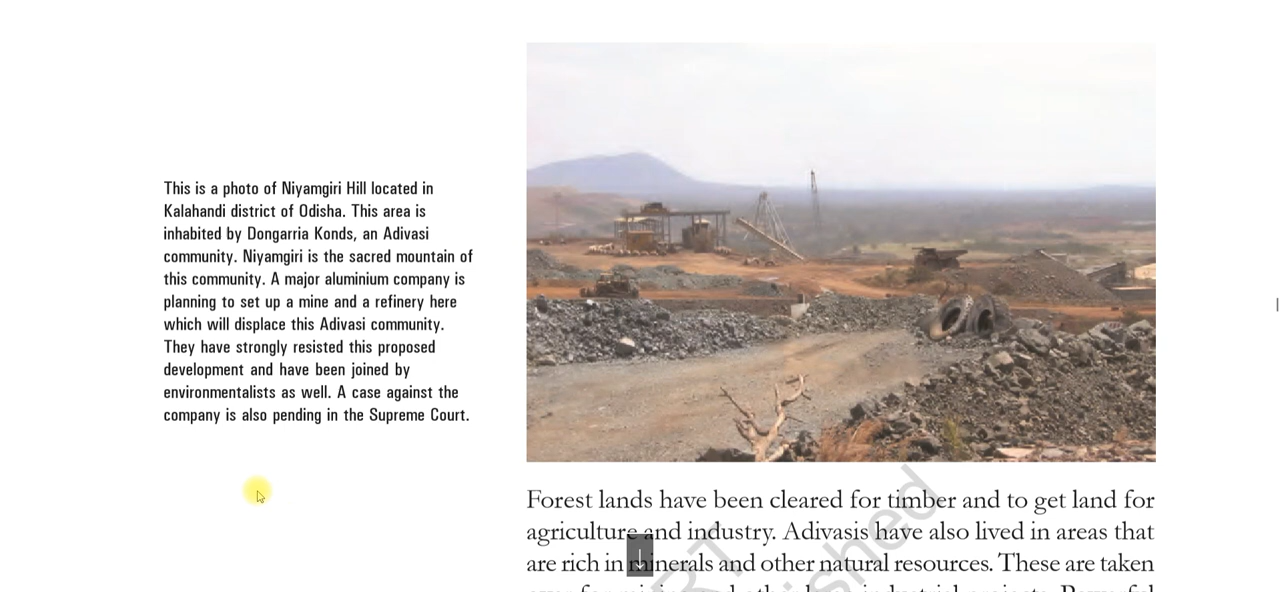 This is a photo of Niyamgiri Hill located in
Kalahandi district of Odisha. This area is
inhabited by Dongarria Konds, an Adivasi
community. Niyamgiri is the sacred mountain of
this community. A major aluminium company is
planning to set up a mine and a refinery here
which will displace this Adivasi community.
They have strongly resisted this proposed
development and have been joined by
environmentalists as well. A case against the
company is also pending in the Supreme Court.
Forest lands have been cleared for timber and to get land for
agriculture and industry. Adivasis have also lived in areas that
are rich in minerals and other natural resources. These are taken